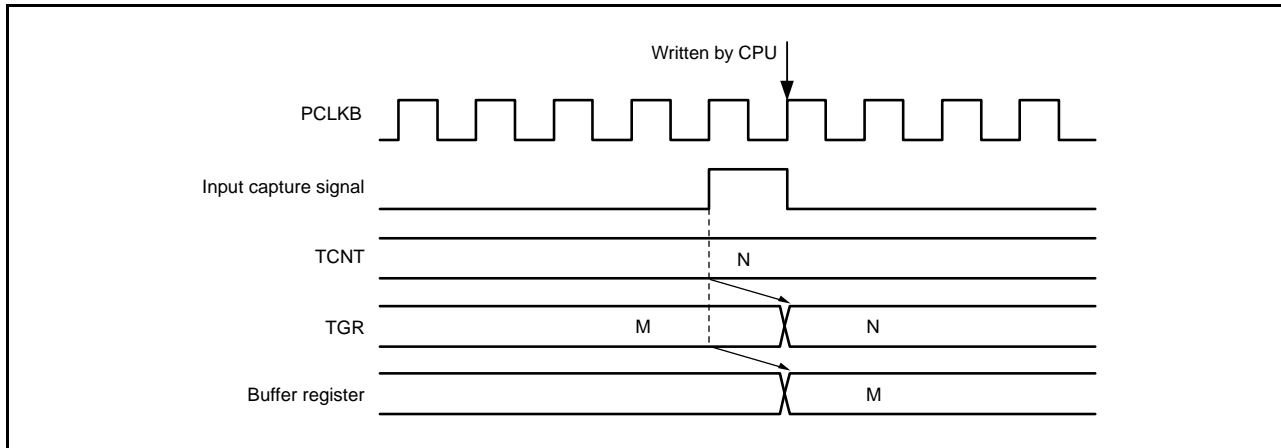 Written by CPU
PCLKB
Input capture signal
TCNT
N
TGR
M
N
Buffer register
M